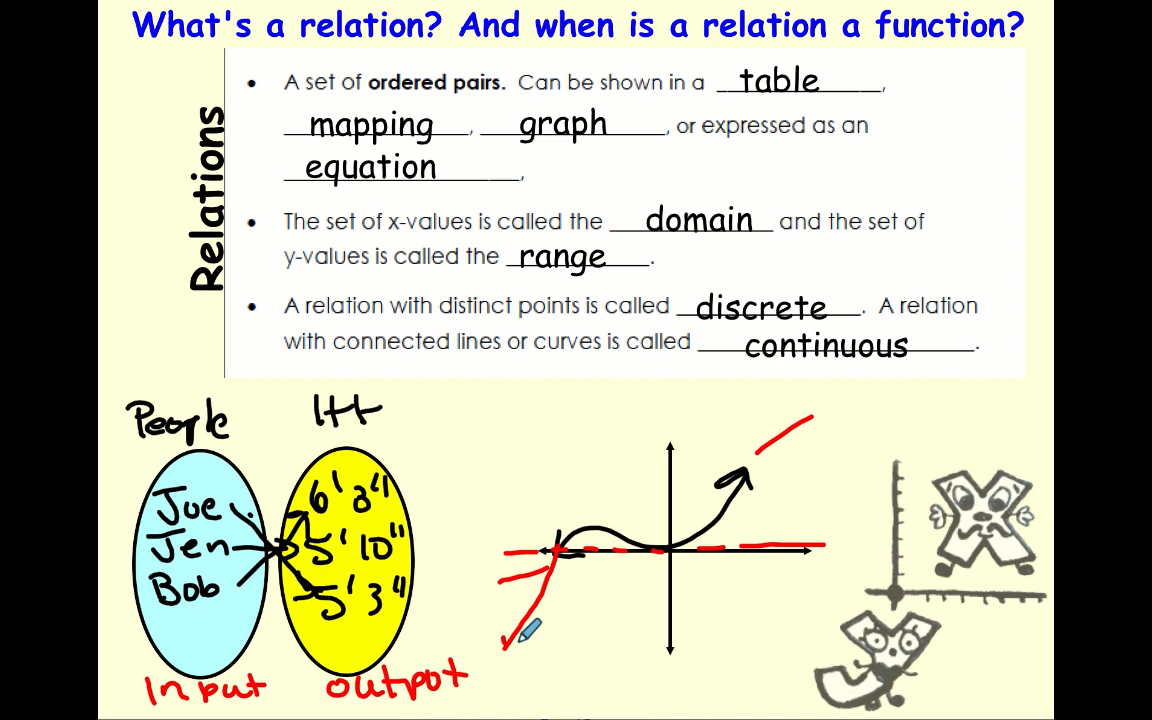 What's a relation? And when is a relation a function?
Relations
• A set of ordered pairs. Can be shown in a table,
mapping, graph, or expressed as an
equation,
• The set of x-values is called the domain and the set of
y-values is called the range.
• A relation with distinct points is called discrete. A relation
with connected lines or curves is called continuous.
People
Joe
Jen
Bob
Input
Ht
6'3"
5'10"
5'3"
output